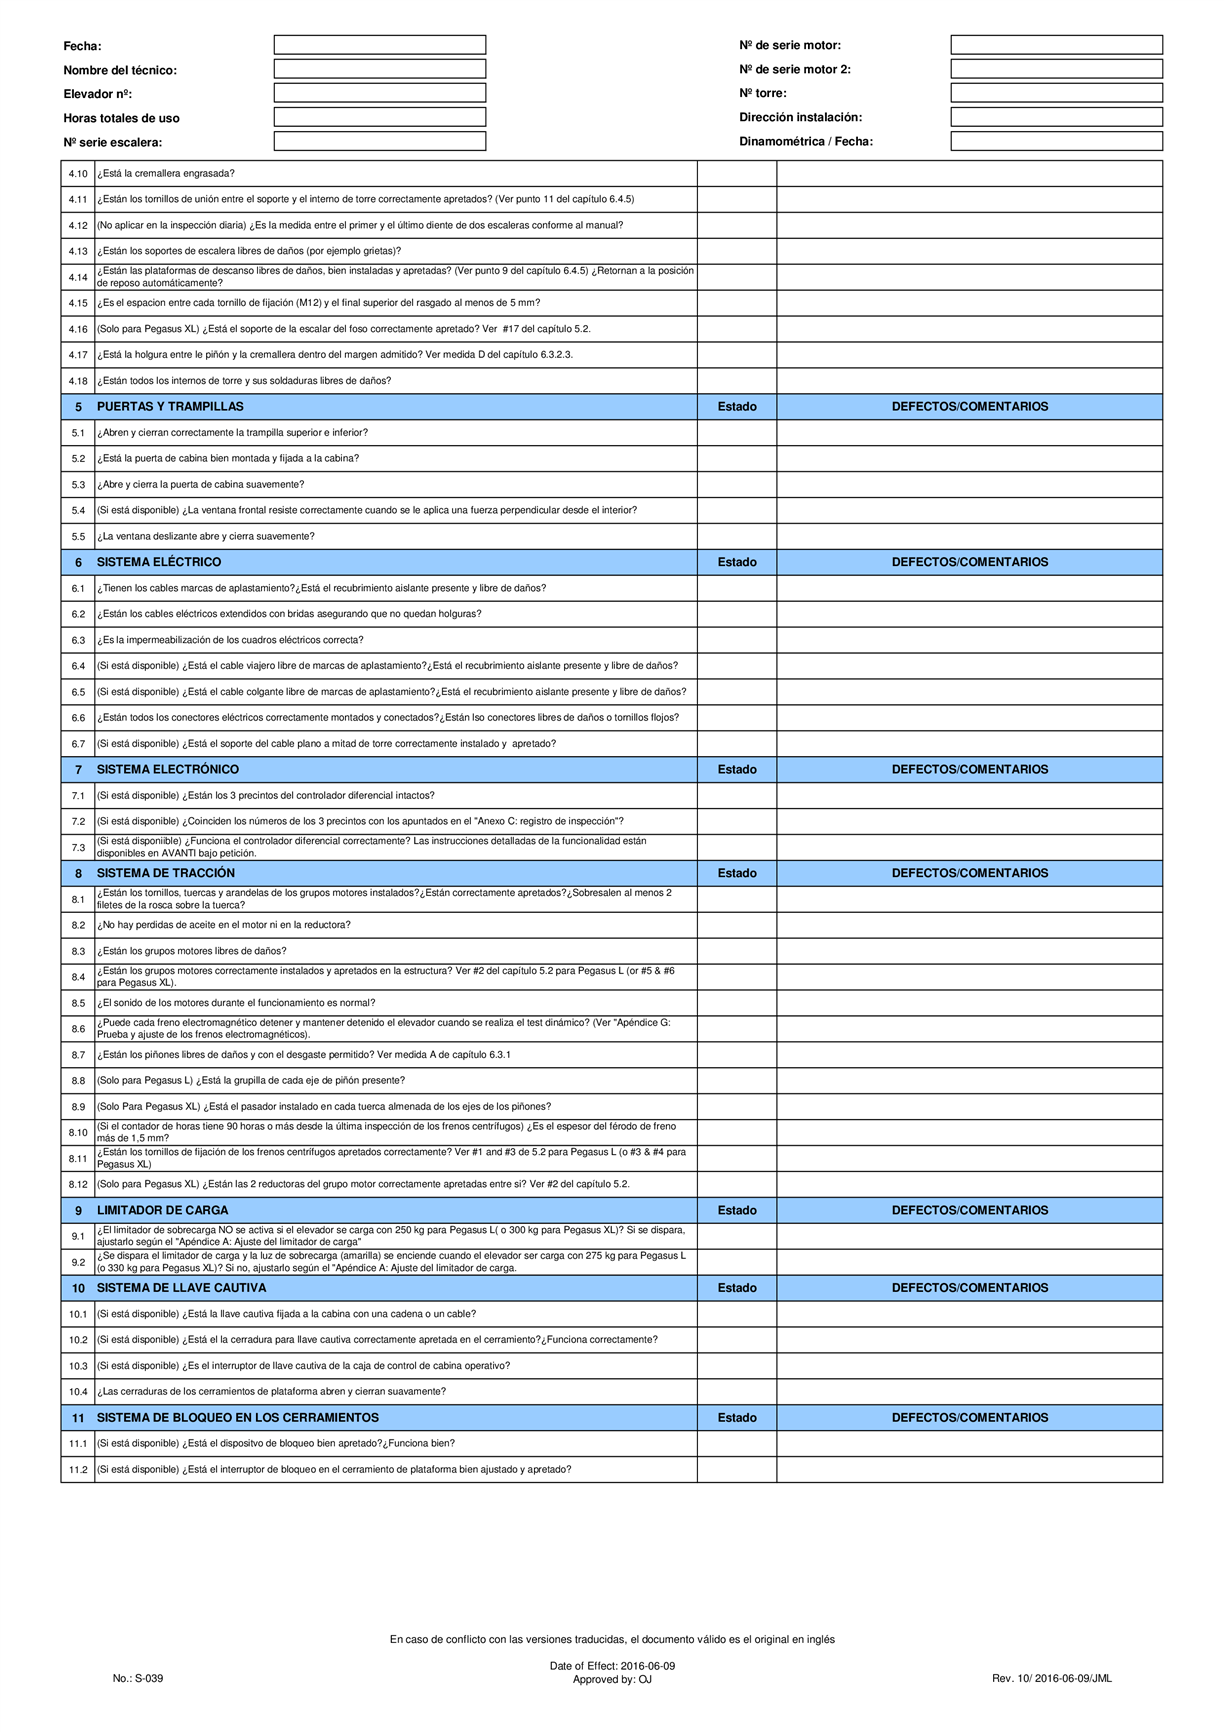 Fecha:
Nº de serie motor:
Nombre del técnico:
Nº de serie motor 2:
Elevador nº:
Nº torre:
Horas totales de uso
Dirección instalación:
Nº serie escalera:
Dinamométrica / Fecha:
4.10 ¿Está la cremallera engrasada?
4.11 ¿Están los tornillos de unión entre el soporte y el interno de torre correctamente apretados? (Ver punto 11 del capítulo 6.4.5)
4.12 (No aplicar en la inspección diaria) ¿Es la medida entre el primer y el último diente de dos escaleras conforme al manual?
4.13 ¿Están los soportes de escalera libres de daños (por ejemplo grietas)?
4.14 ¿Están las plataformas de descanso libres de daños, bien instaladas y apretadas? (Ver punto 9 del capítulo 6.4.5) ¿Retornan a la posición
de reposo automáticamente?
4.15 ¿Es el espacion entre cada tornillo de fijación (M12) y el final superior del rasgado al menos de 5 mm?
4.16 (Solo para Pegasus XL) ¿Está el soporte de la escalar del foso correctamente apretado? Ver #17 del capítulo 5.2.
4.17 ¿Está la holgura entre le piñón y la cremallera dentro del margen admitido? Ver medida D del capítulo 6.3.2.3.
4.18 ¿Están todos los internos de torre y sus soldaduras libres de daños?
5 PUERTAS Y TRAMPILLAS Estado DEFECTOS/COMENTARIOS
5.1 ¿Abren y cierran correctamente la trampilla superior e inferior?
5.2 ¿Está la puerta de cabina bien montada y fijada a la cabina?
5.3 ¿Abre y cierra la puerta de cabina suavemente?
5.4 (Si está disponible) ¿La ventana frontal resiste correctamente cuando se le aplica una fuerza perpendicular desde el interior?
5.5 ¿La ventana deslizante abre y cierra suavemente?
6 SISTEMA ELÉCTRICO Estado DEFECTOS/COMENTARIOS
6.1 ¿Tienen los cables marcas de aplastamiento?¿Está el recubrimiento aislante presente y libre de daños?
6.2 ¿Están los cables eléctricos extendidos con bridas asegurando que no quedan holguras?
6.3 ¿Es la impermeabilización de los cuadros eléctricos correcta?
6.4 (Si está disponible) ¿Está el cable viajero libre de marcas de aplastamiento?¿Está el recubrimiento aislante presente y libre de daños?
6.5 (Si está disponible) ¿Está el cable colgante libre de marcas de aplastamiento?¿Está el recubrimiento aislante presente y libre de daños?
6.6 ¿Están todos los conectores eléctricos correctamente montados y conectados?¿Están lso conectores libres de daños o tornillos flojos?
6.7 (Si está disponible) ¿Está el soporte del cable plano a mitad de torre correctamente instalado y apretado?
7 SISTEMA ELECTRÓNICO Estado DEFECTOS/COMENTARIOS
7.1 (Si está disponible) ¿Están los 3 precintos del controlador diferencial intactos?
7.2 (Si está disponible) ¿Coinciden los números de los 3 precintos con los apuntados en el "Anexo C: registro de inspección"?
7.3 (Si está disponiible) ¿Funciona el controlador diferencial correctamente? Las instrucciones detalladas de la funcionalidad están
disponibles en AVANTI bajo petición.
8 SISTEMA DE TRACCIÓN Estado DEFECTOS/COMENTARIOS
8.1 ¿Están los tornillos, tuercas y arandelas de los grupos motores instalados?¿Están correctamente apretados?¿Sobresalen al menos 2
filetes de la rosca sobre la tuerca?
8.2 ¿No hay perdidas de aceite en el motor ni en la reductora?
8.3 ¿Están los grupos motores libres de daños?
8.4 ¿Están los grupos motores correctamente instalados y apretados en la estructura? Ver #2 del capítulo 5.2 para Pegasus L (or #5 & #6
para Pegasus XL).
8.5 ¿El sonido de los motores durante el funcionamiento es normal?
8.6 ¿Puede cada freno electromagnético detener y mantener detenido el elevador cuando se realiza el test dinámico? (Ver "Apéndice G:
Prueba y ajuste de los frenos electromagnéticos).
8.7 ¿Están los piñones libres de daños y con el desgaste permitido? Ver medida A de capítulo 6.3.1
8.8 (Solo para Pegasus L) ¿Está la grupilla de cada eje de piñón presente?
8.9 (Solo Para Pegasus XL) ¿Está el pasador instalado en cada tuerca almenada de los ejes de los piñones?
8.10 (Si el contador de horas tiene 90 horas o más desde la última inspección de los frenos centrífugos) ¿Es el espesor del férodo de freno
más de 1,5 mm?
8.11 ¿Están los tornillos de fijación de los frenos centrífugos apretados correctamente? Ver #1 and #3 de 5.2 para Pegasus L (o #3 & #4 para
Pegasus XL)
8.12 (Solo para Pegasus XL) ¿Están las 2 reductoras del grupo motor correctamente apretadas entre si? Ver #2 del capítulo 5.2.
9 LIMITADOR DE CARGA Estado DEFECTOS/COMENTARIOS
9.1 ¿El limitador de sobrecarga NO se activa si el elevador se carga con 250 kg para Pegasus L( o 300 kg para Pegasus XL)? Si se dispara,
ajustarlo según el "Apéndice A: Ajuste del limitador de carga"
9.2 ¿Se dispara el limitador de carga y la luz de sobrecarga (amarilla) se enciende cuando el elevador ser carga con 275 kg para Pegasus L
(o 330 kg para Pegasus XL)? Si no, ajustarlo según el "Apéndice A: Ajuste del limitador de carga.
10 SISTEMA DE LLAVE CAUTIVA Estado DEFECTOS/COMENTARIOS
10.1 (Si está disponible) ¿Está la llave cautiva fijada a la cabina con una cadena o un cable?
10.2 (Si está disponible) ¿Está el la cerradura para llave cautiva correctamente apretada en el cerramiento?¿Funciona correctamente?
10.3 (Si está disponible) ¿Es el interruptor de llave cautiva de la caja de control de cabina operativo?
10.4 ¿Las cerraduras de los cerramientos de plataforma abren y cierran suavemente?
11 SISTEMA DE BLOQUEO EN LOS CERRAMIENTOS Estado DEFECTOS/COMENTARIOS
11.1 (Si está disponible) ¿Está el dispositvo de bloqueo bien apretado?¿Funciona bien?
11.2 (Si está disponible) ¿Está el interruptor de bloqueo en el cerramiento de plataforma bien ajustado y apretado?
En caso de conflicto con las versiones traducidas, el documento válido es el original en inglés
Date of Effect: 2016-06-09
No.: S-039 Approved by: OJ Rev. 10/ 2016-06-09/JML